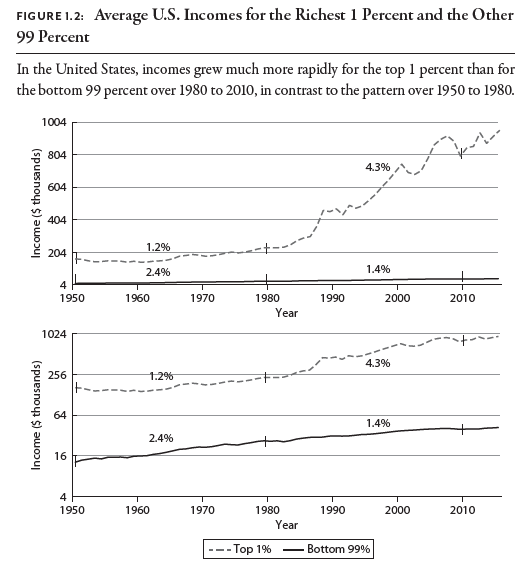 FIGURE 1.2: Average U.S. Incomes for the Richest 1 Percent and the Other
99 Percent
In the United States, incomes grew much more rapidly for the top 1 percent than for
the bottom 99 percent over 1980 to 2010, in contrast to the pattern over 1950 to 1980.
Income ($ thousands)
1004
804
604
404
204
4
4.3%
1.2%
2.4%
1.4%
1950 1960 1970 1980 1990 2000 2010
Year
Income ($ thousands)
1024
256
64
16
4
1.2%
4.3%
2.4%
1.4%
1950 1960 1970 1980 1990 2000 2010
Year
Top 1% Bottom 99%